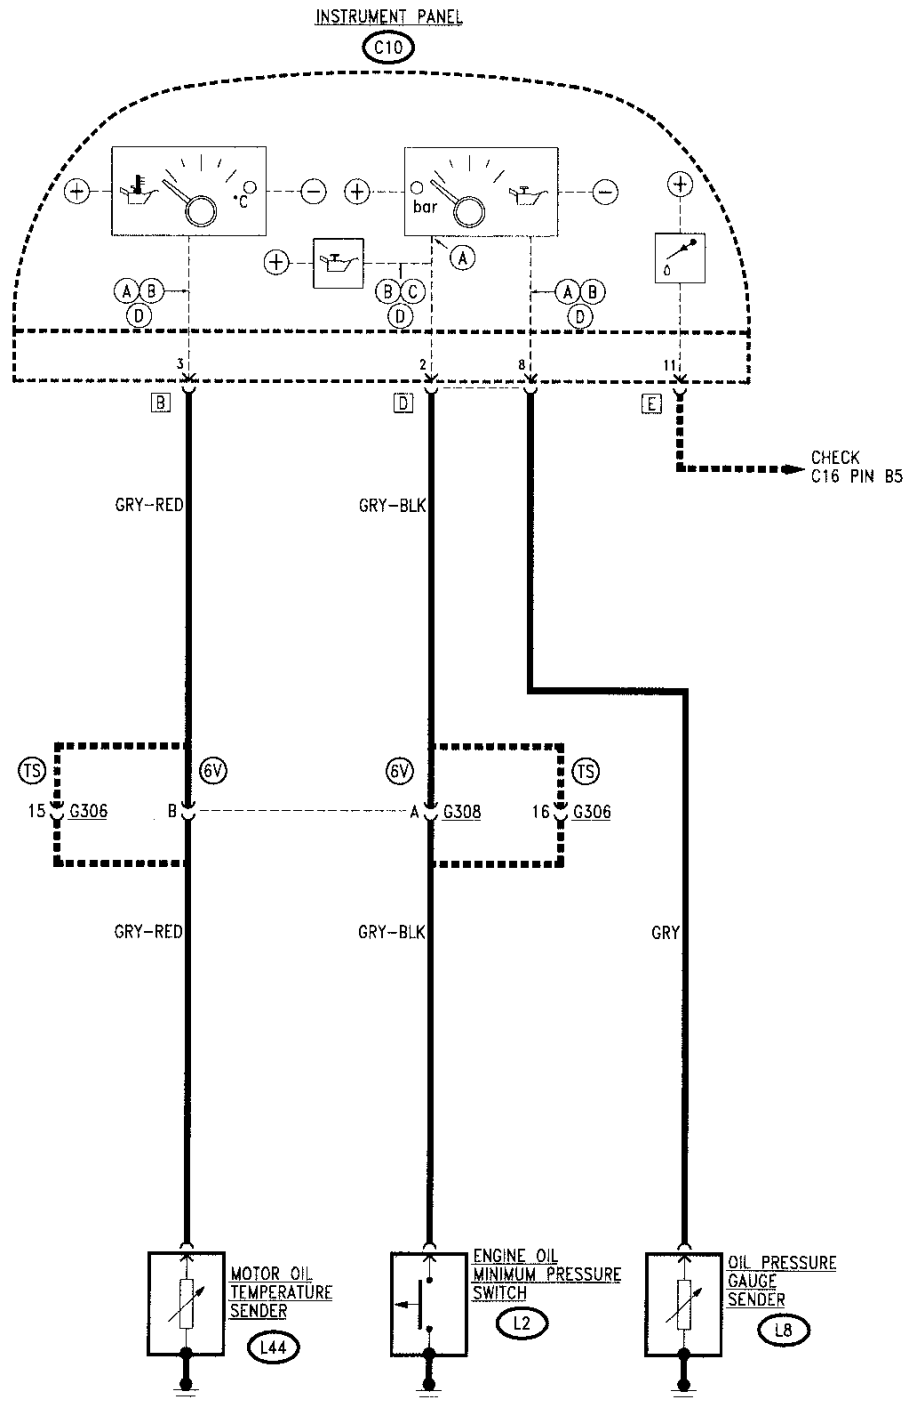 INSTRUMENT PANEL
C10
+ − + − +
°C
bar
+ A
A B B C A B
D D D
3 2 8 11
B D E
CHECK
C16 PIN B5
GRY-RED GRY-BLK
TS 6V 6V TS
15 G306 B A G308 16 G306
GRY-RED GRY-BLK GRY
MOTOR OIL
TEMPERATURE
SENDER
L44
ENGINE OIL
MINIMUM PRESSURE
SWITCH
L2
OIL PRESSURE
GAUGE
SENDER
L8